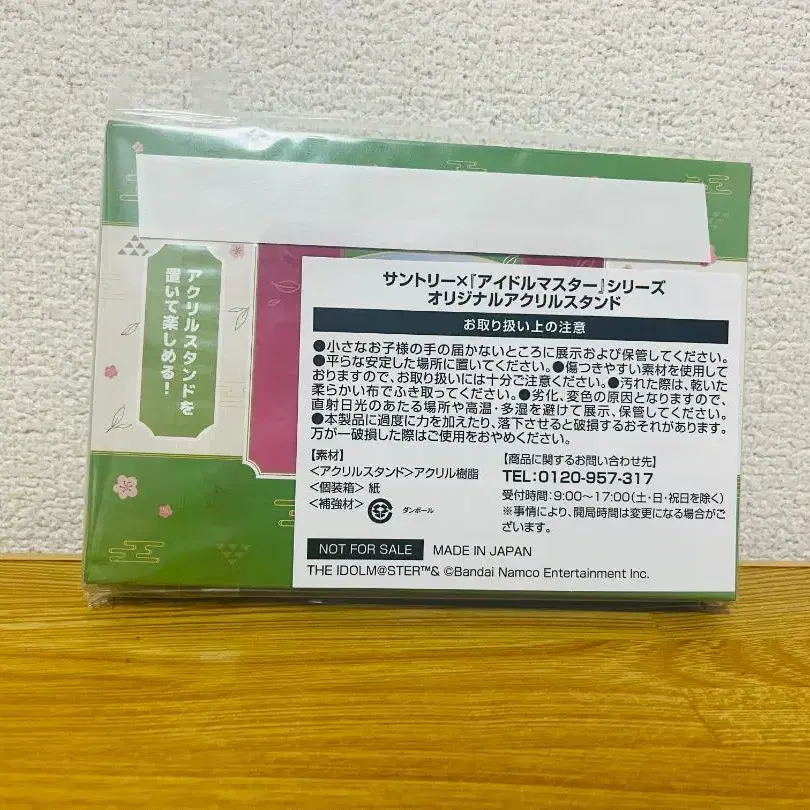 アクリルスタンドを
置いて楽しめる！
サントリー×『アイドルマスター』シリーズ
オリジナルアクリルスタンド
お取り扱い上の注意
●小さなお子様の手の届かないところに展示および保管してください。
●平らな安定した場所に置いてください。●傷つきやすい素材を使用して
おりますので、お取り扱いには十分ご注意ください。●汚れた際は、乾いた
柔らかい布でふき取ってください。●劣化、変色の原因となりますので、
直射日光のあたる場所や高温・多湿を避けて展示、保管してください。
●本製品に過度に力を加えたり、落下させると破損するおそれがあります。
万が一破損した際はご使用をおやめください。
【素材】
<アクリルスタンド>アクリル樹脂
<個装箱> 紙
<補強材> ダンボール
【商品に関するお問い合わせ先】
TEL:0120-957-317
受付時間:9:00〜17:00(土・日・祝日を除く)
※事情により、開局時間は変更になる場合がご
ざいます。
NOT FOR SALE MADE IN JAPAN
THE IDOLM@STER™& ©Bandai Namco Entertainment Inc.